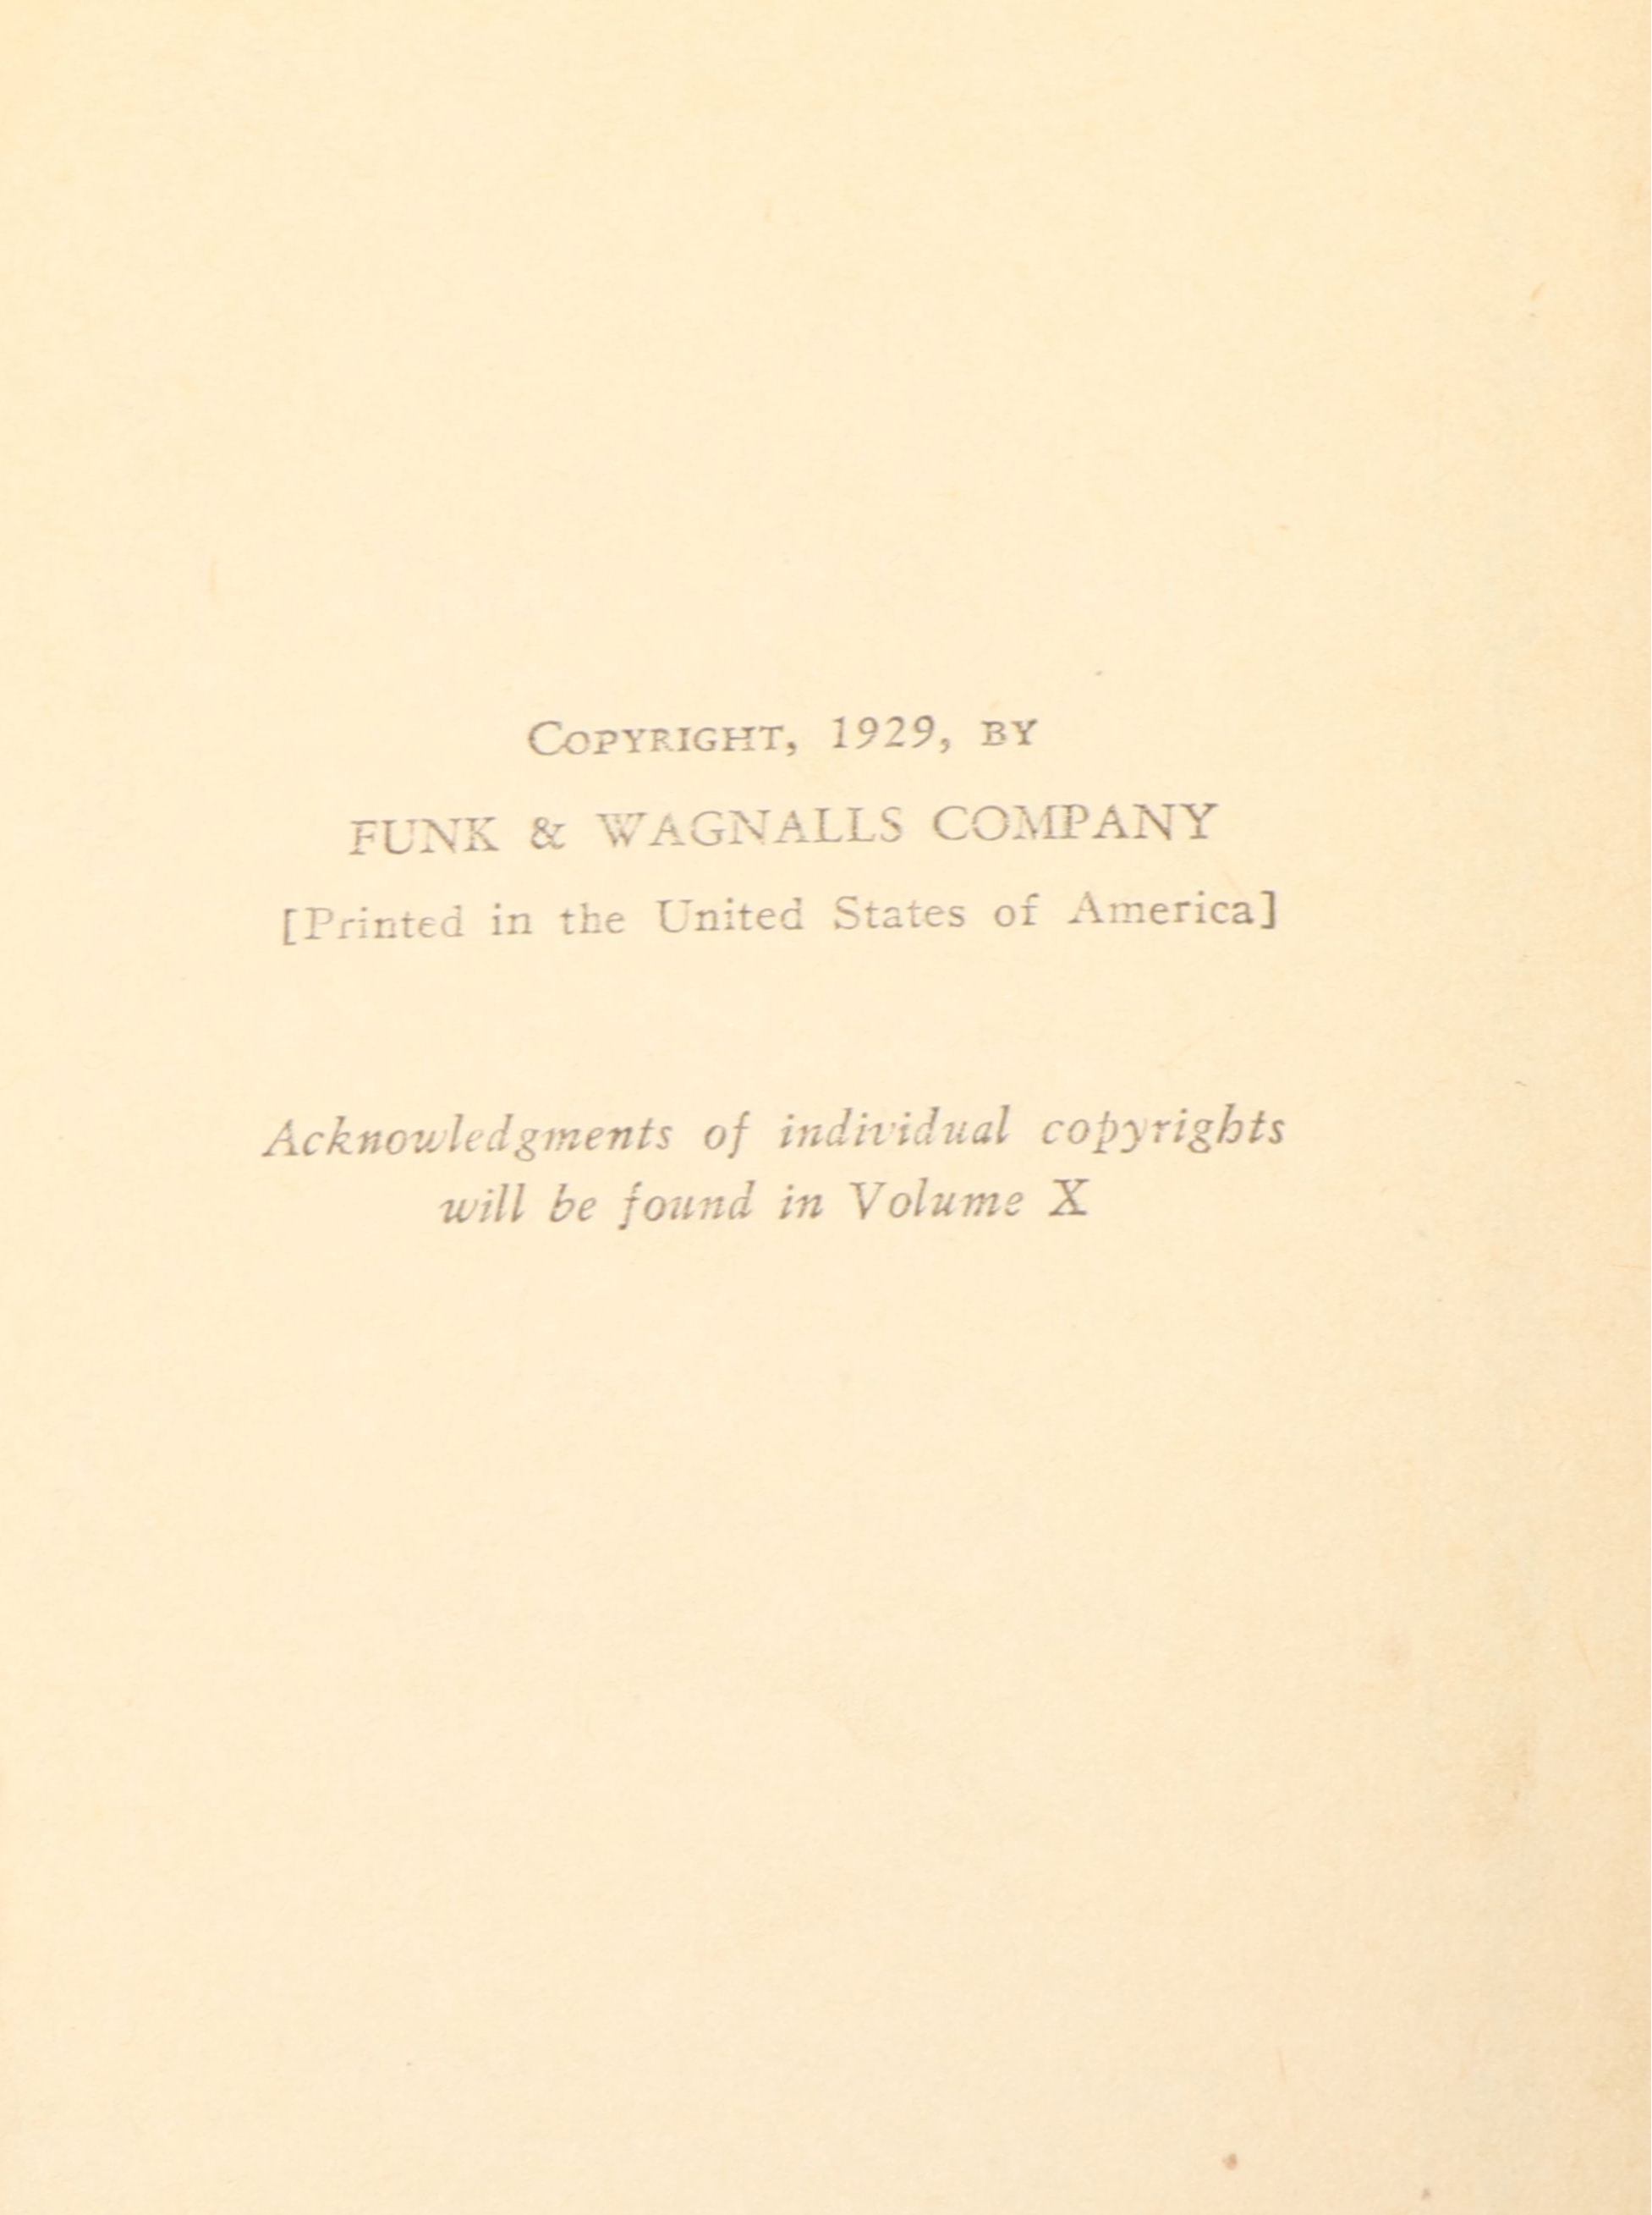 COPYRIGHT, 1929, BY
FUNK & WAGNALLS COMPANY
[Printed in the United States of America]
Acknowledgments of individual copyrights
will be found in Volume X